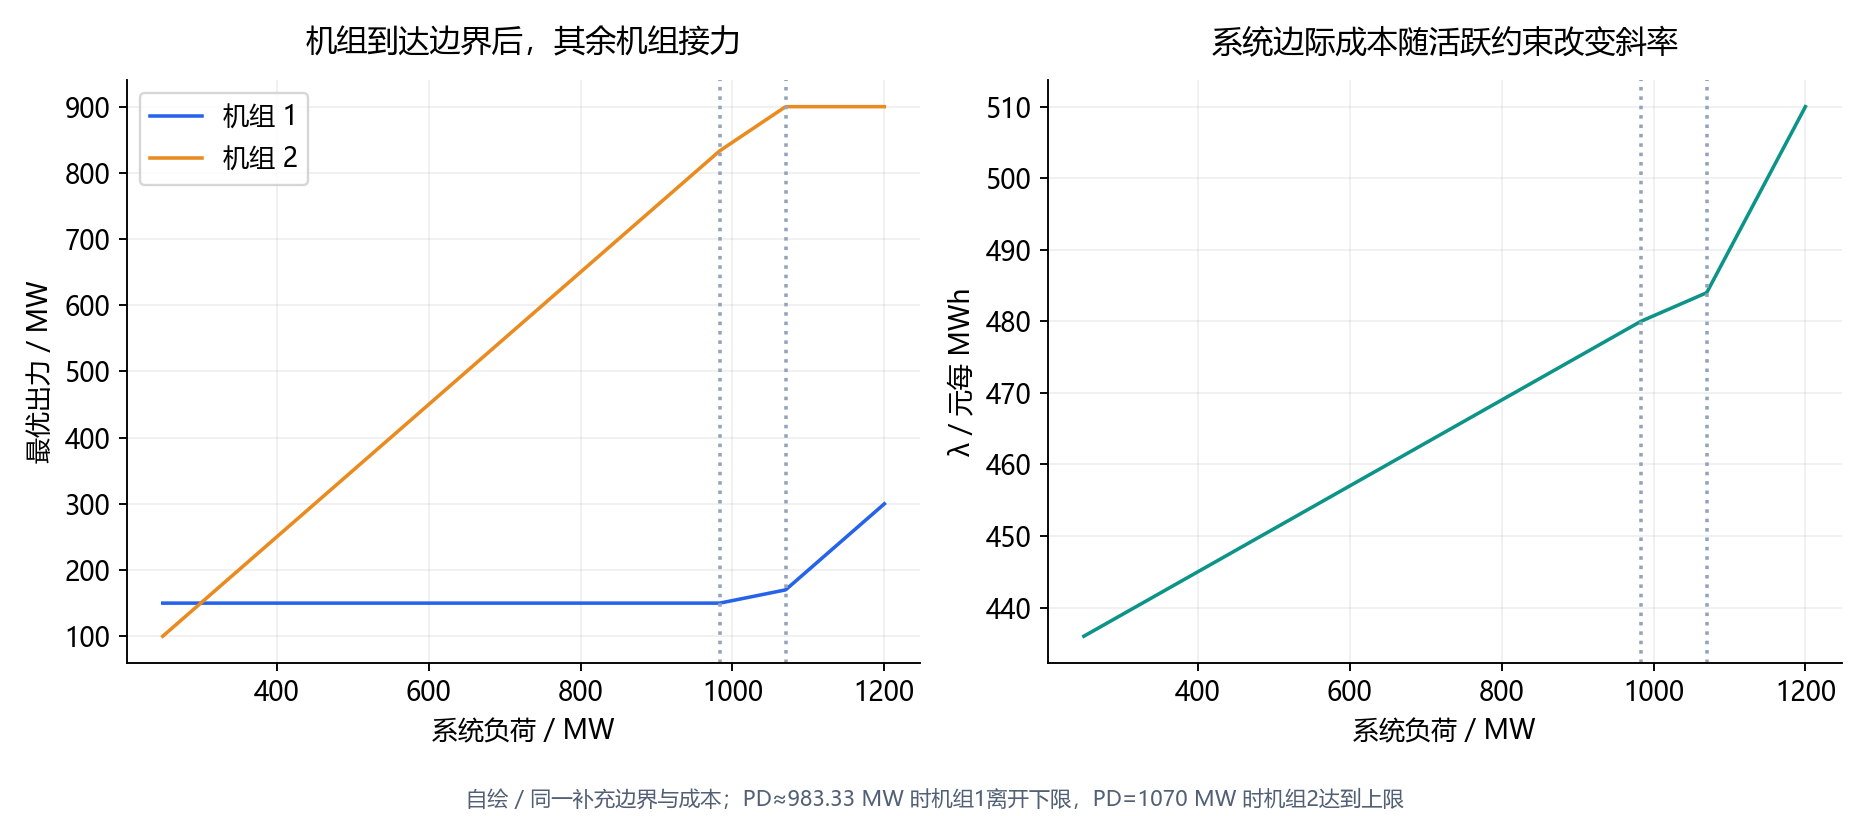 机组到达边界后，其余机组接力
机组 1
机组 2
900
800
700
600
500
400
300
200
100
400 600 800 1000 1200
最优出力 / MW
系统负荷 / MW
系统边际成本随活跃约束改变斜率
510
500
490
480
470
460
450
440
400 600 800 1000 1200
λ / 元每 MWh
系统负荷 / MW
自绘 / 同一补充边界与成本；PD≈983.33 MW 时机组1离开下限，PD=1070 MW 时机组2达到上限